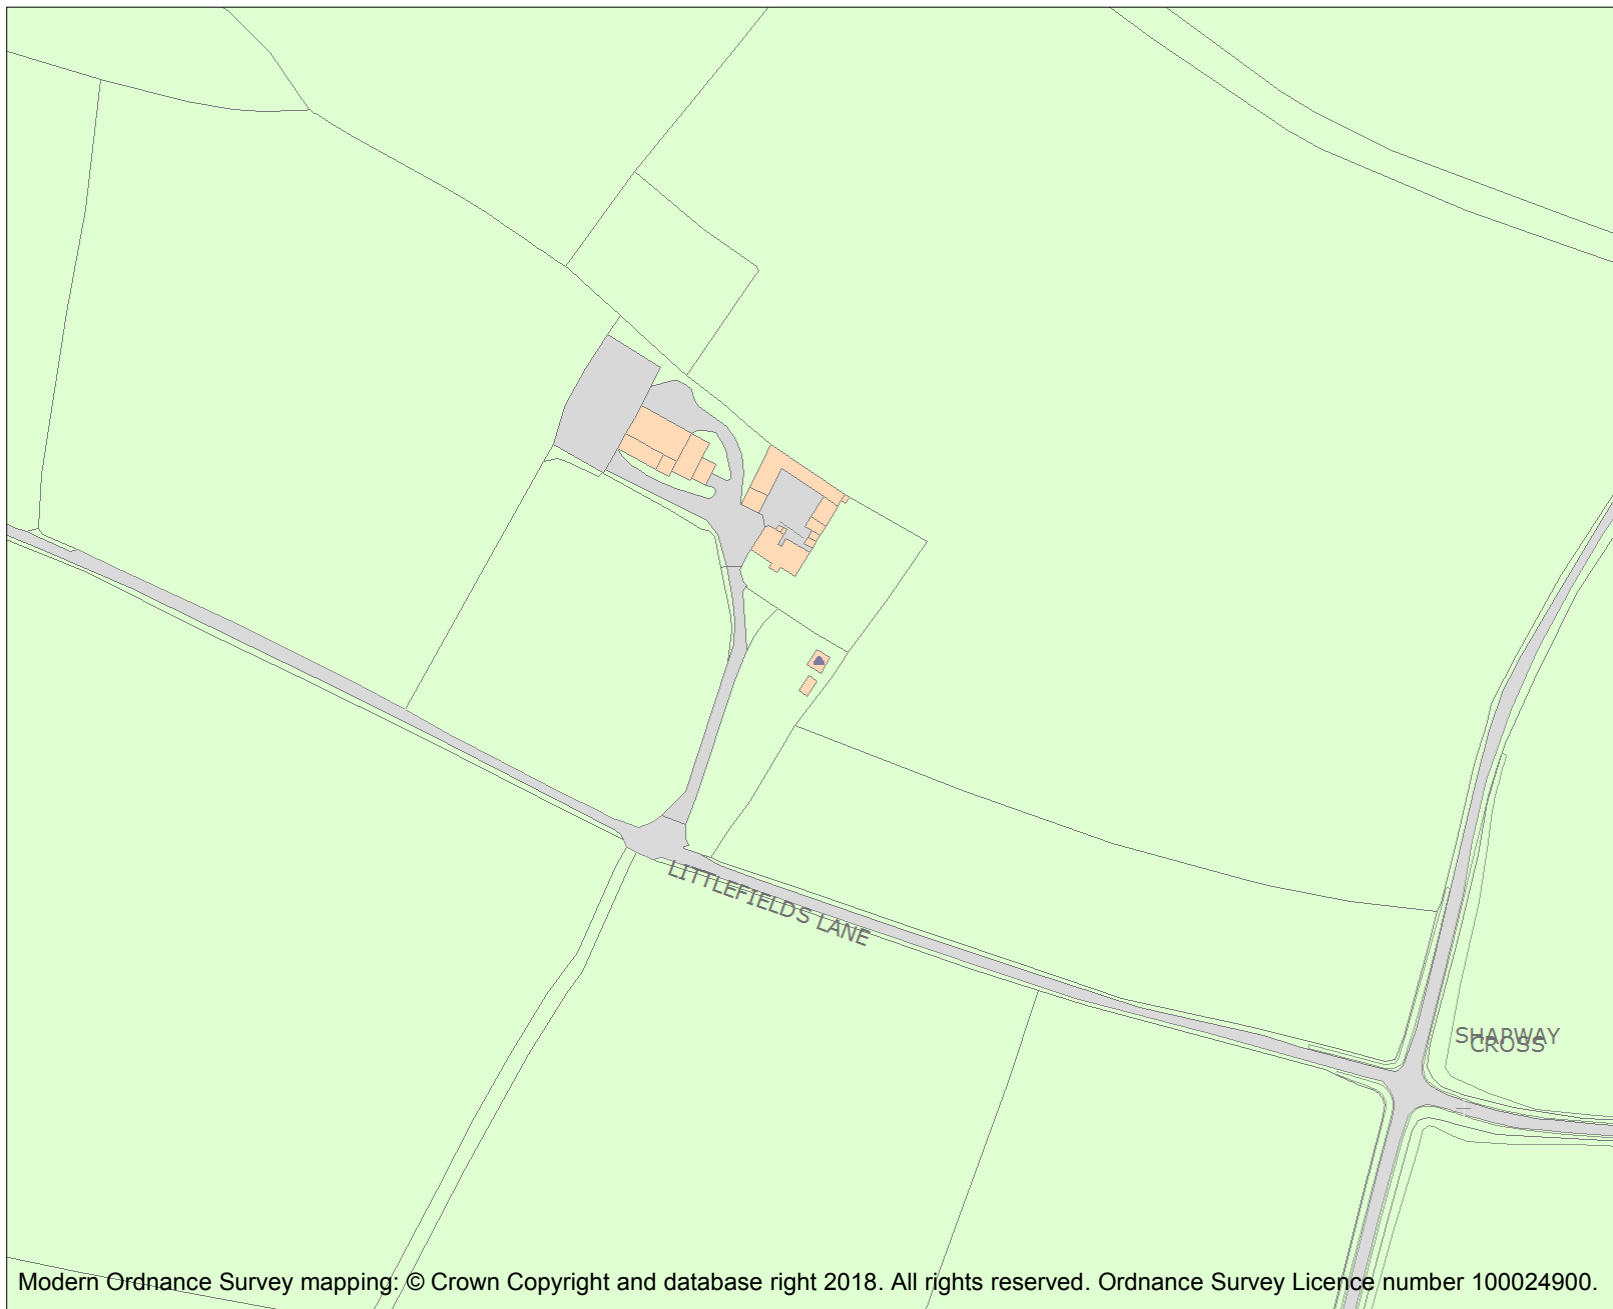 LITTLEFIELDS LANE
SHAPWAY
CROSS
Modern Ordnance Survey mapping: © Crown Copyright and database right 2018. All rights reserved. Ordnance Survey Licence number 100024900.